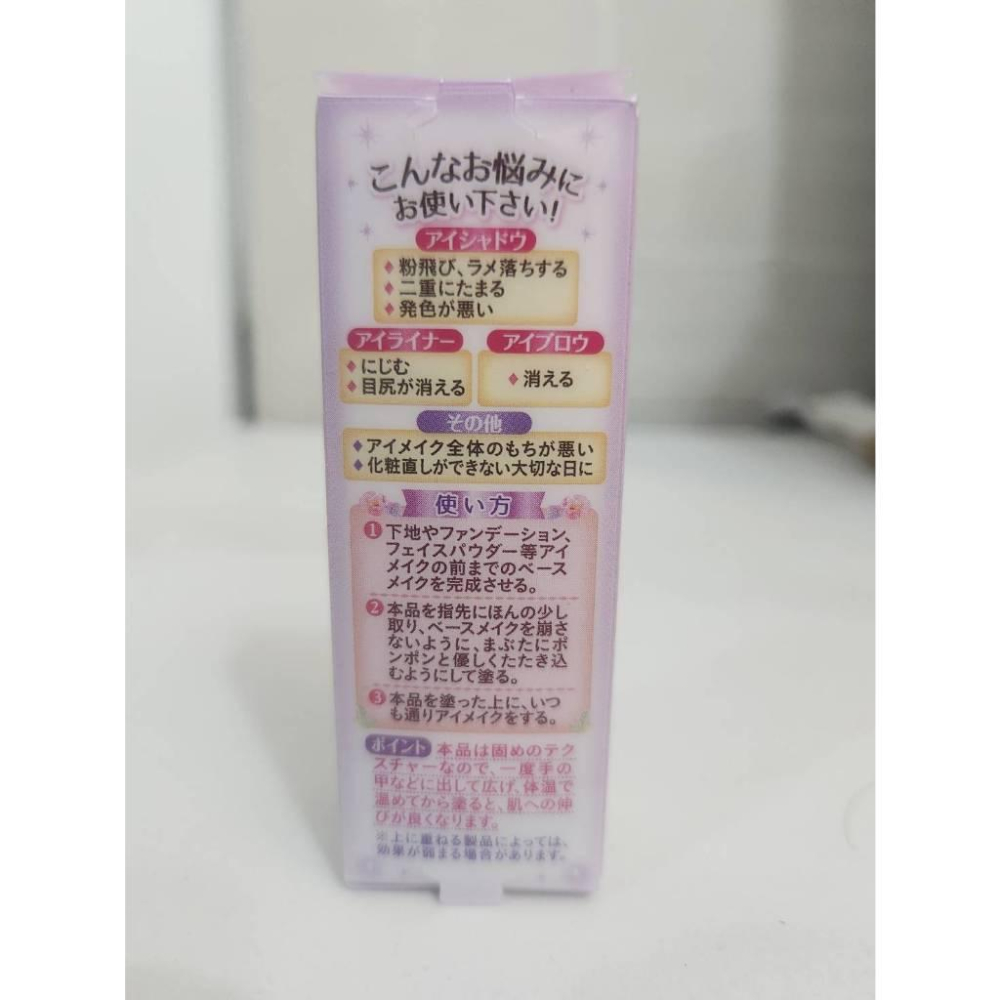 こんなお悩みに
お使い下さい!
アイシャドウ
♦粉飛び、ラメ落ちする
♦二重にたまる
♦発色が悪い
アイライナー
♦にじむ
♦目尻が消える
アイブロウ
♦消える
その他
♦アイメイク全体のもちが悪い
♦化粧直しができない大切な日に
使い方
1 下地やファンデーション、
フェイスパウダー等アイ
メイクの前までのベース
メイクを完成させる。
2 本品を指先にほんの少し
取り、ベースメイクを崩さ
ないように、まぶたにポ
ンポンと優しくたたき込
むようにして塗る。
3 本品を塗った上に、いつ
も通りアイメイクをする。
ポイント 本品は固めのテク
スチャーなので、一度手の
甲などに出して広げ、体温で
温めてから塗ると、肌への伸
びが良くなります。
※上に重ねる製品によっては、
効果が弱まる場合があります。